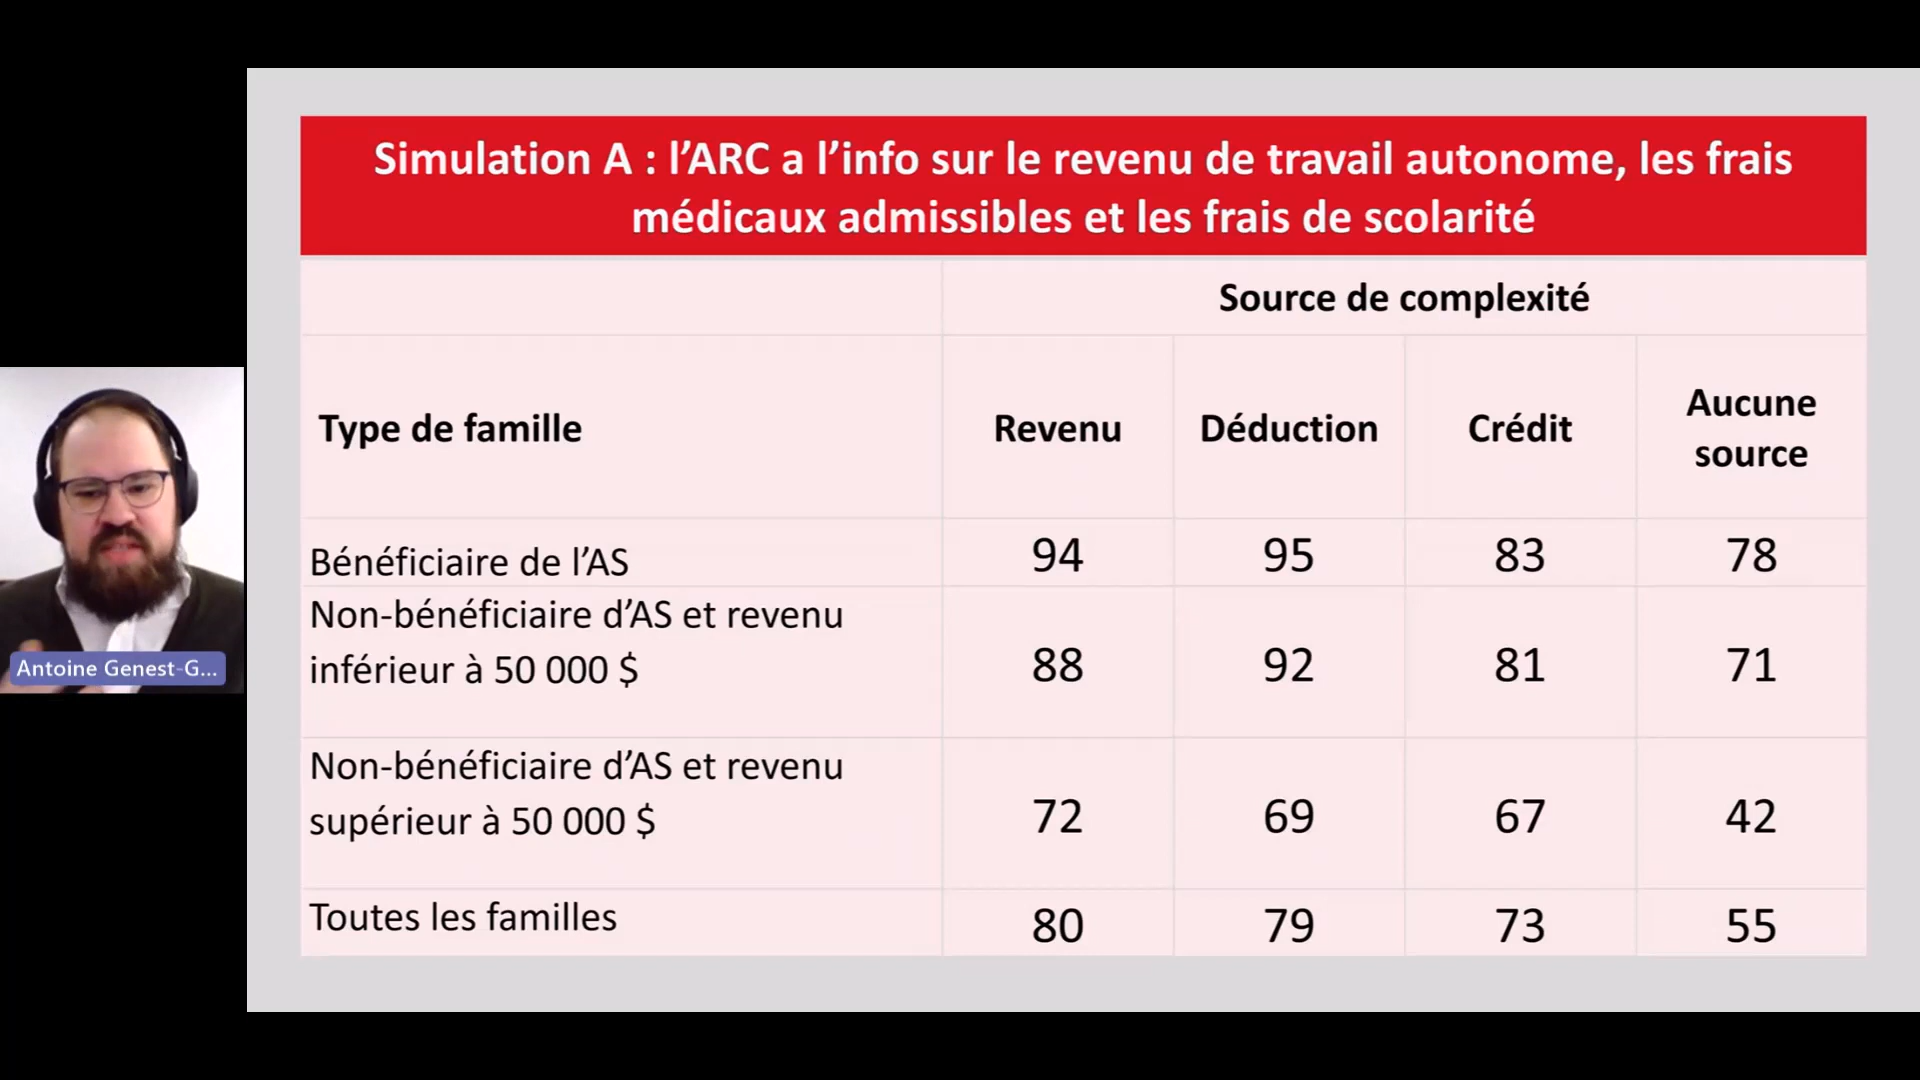 Simulation A : l’ARC a l’info sur le revenu de travail autonome, les frais
médicaux admissibles et les frais de scolarité
Source de complexité
Type de famille
Revenu
Déduction
Crédit
Aucune
source
Bénéficiaire de l’AS
94
95
83
78
Non-bénéficiaire d’AS et revenu
inférieur à 50 000 $
88
92
81
71
Non-bénéficiaire d’AS et revenu
supérieur à 50 000 $
72
69
67
42
Toutes les familles
80
79
73
55
Antoine Genest-G...